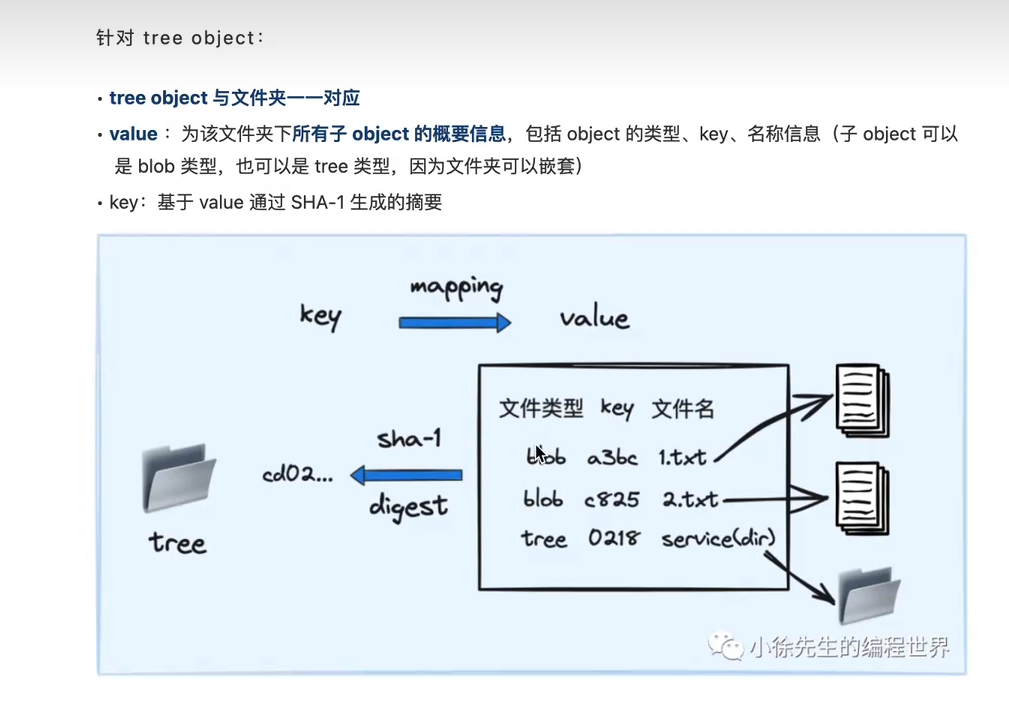 针对 tree object：
• tree object 与文件夹一一对应
• value ：为该文件夹下所有子 object 的概要信息，包括 object 的类型、key、名称信息（子 object 可以
是 blob 类型，也可以是 tree 类型，因为文件夹可以嵌套）
• key：基于 value 通过 SHA-1 生成的摘要
mapping
key
value
文件类型 key 文件名
sha-1
blob a3bc 1.txt
cd02...
digest
blob c825 2.txt
tree
tree 0218 service(dir)
小徐先生的编程世界